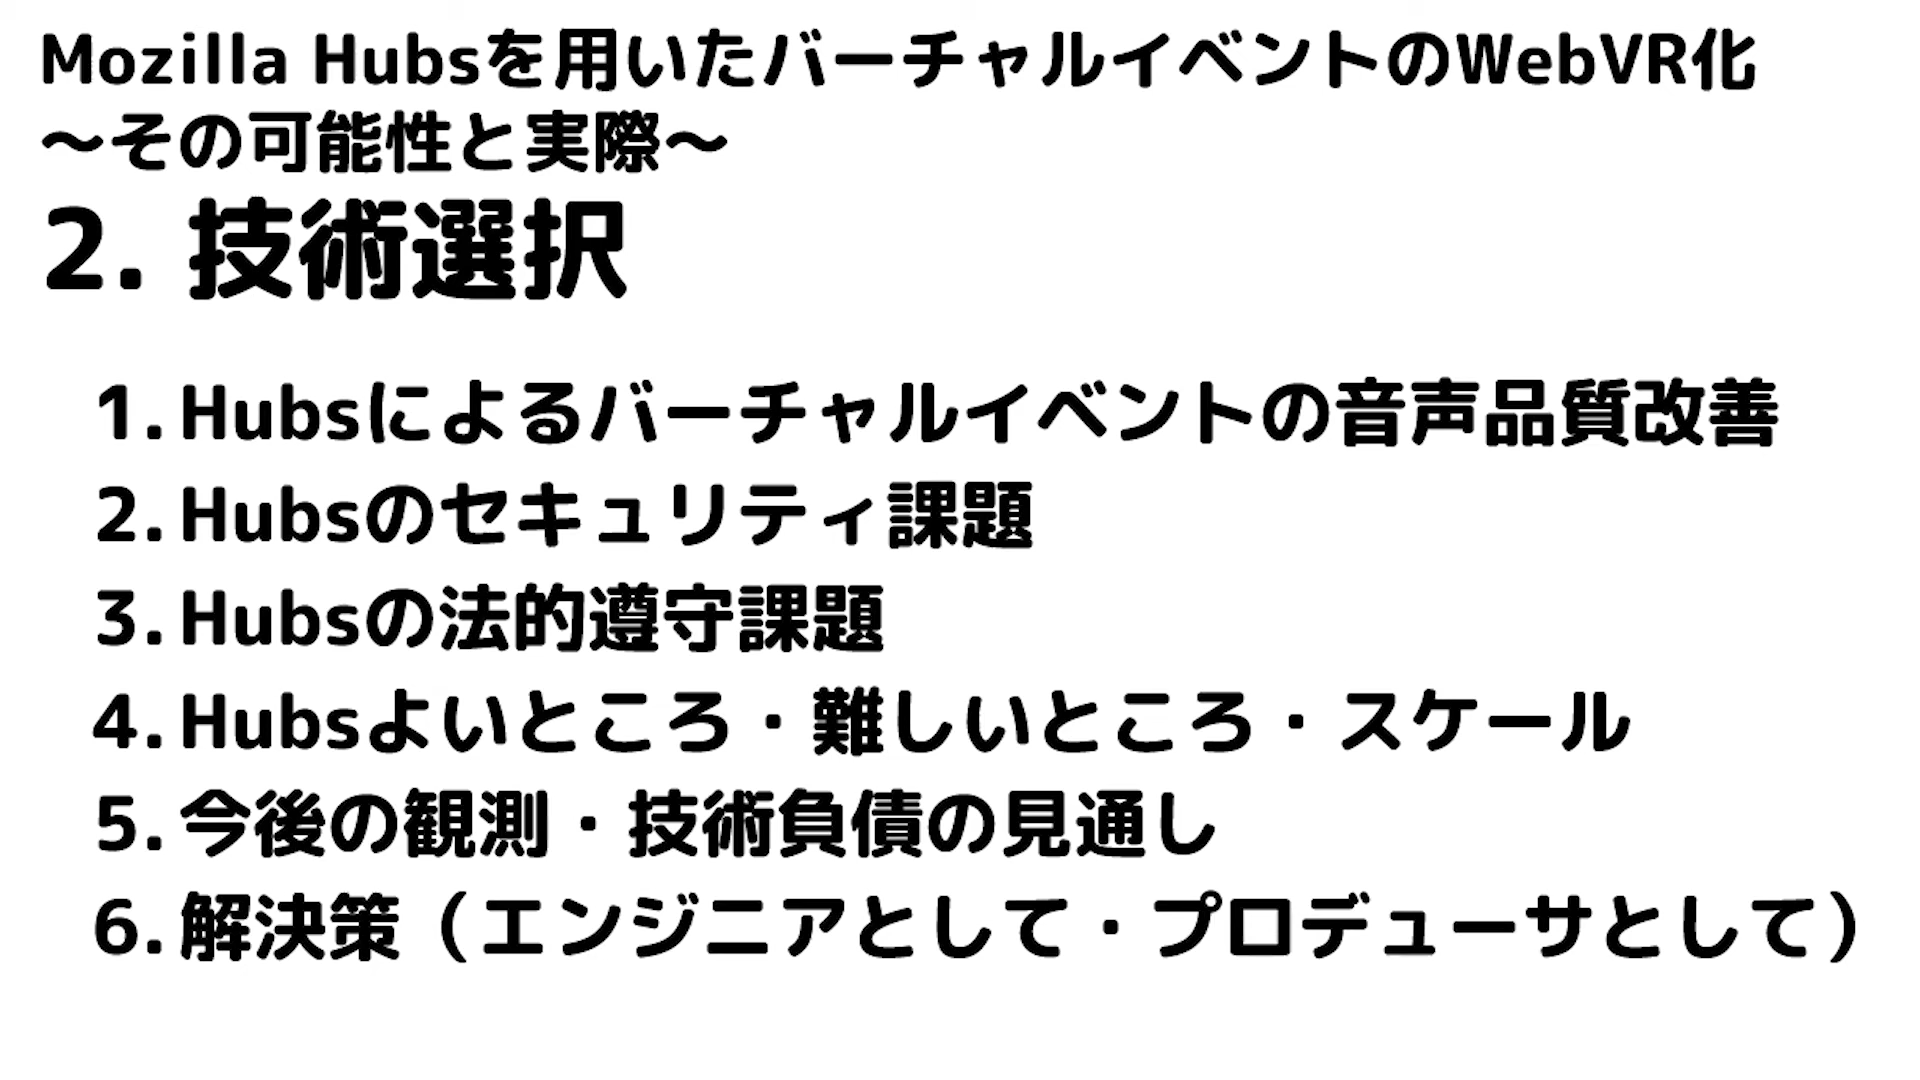 Mozilla Hubsを用いたバーチャルイベントのWebVR化
〜その可能性と実際〜
2. 技術選択
1. Hubsによるバーチャルイベントの音声品質改善
2. Hubsのセキュリティ課題
3. Hubsの法的遵守課題
4. Hubsよいところ・難しいところ・スケール
5. 今後の観測・技術負債の見通し
6. 解決策（エンジニアとして・プロデューサとして）